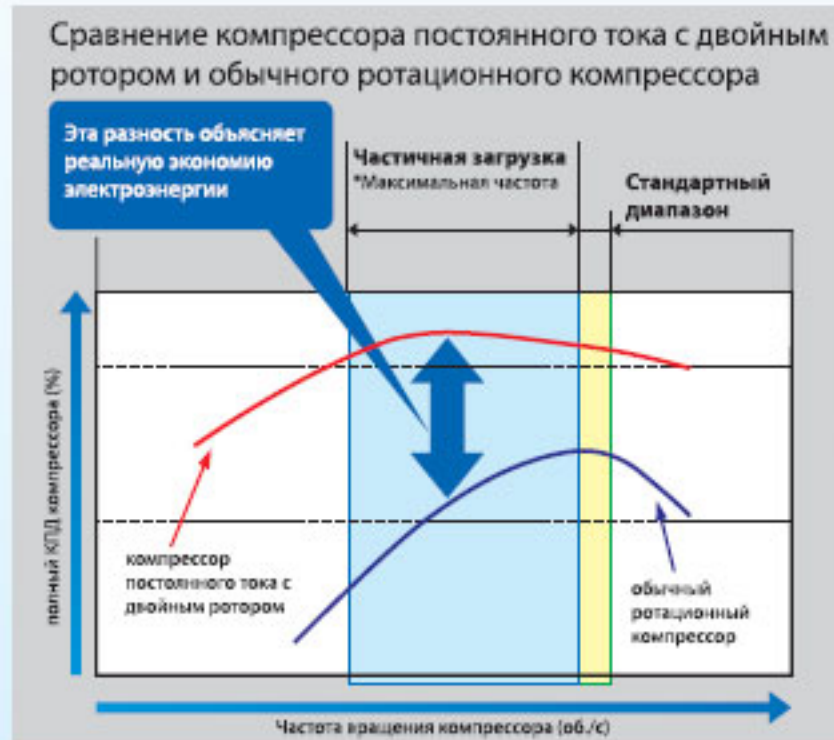 Сравнение компрессора постоянного тока с двойным
ротором и обычного ротационного компрессора
Эта разность объясняет
реальную экономию
электроэнергии
Частичная загрузка
*Максимальная частота
Стандартный
диапазон
полный КПД компрессора (%)
компрессор
постоянного тока с
двойным ротором
обычный
ротационный
компрессор
Частота вращения компрессора (об./с)